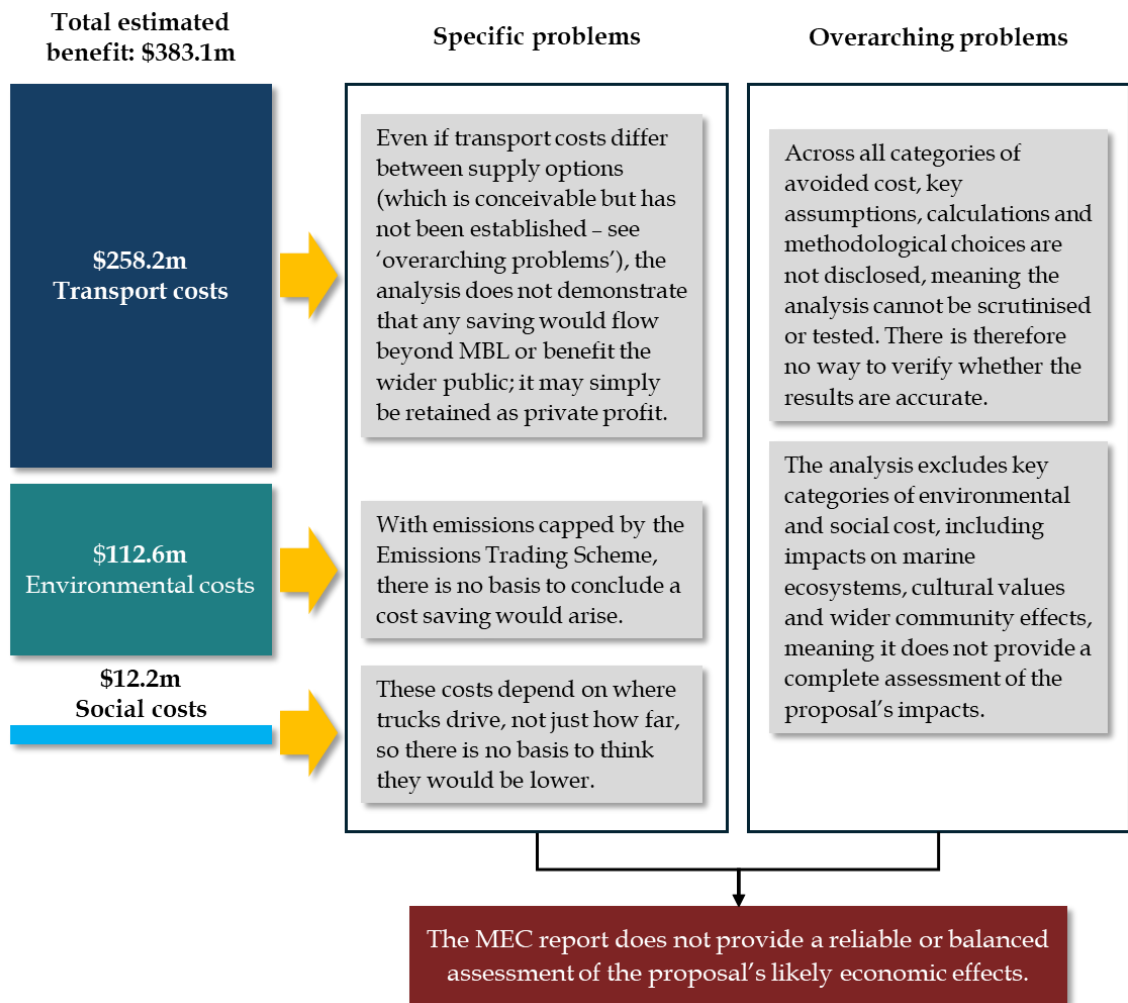 Total estimated
benefit: $383.1m
Specific problems
Overarching problems
$258.2m
Transport costs
Even if transport costs differ
between supply options
(which is conceivable but has
not been established – see
‘overarching problems’), the
analysis does not demonstrate
that any saving would flow
beyond MBL or benefit the
wider public; it may simply
be retained as private profit.
Across all categories of
avoided cost, key
assumptions, calculations and
methodological choices are
not disclosed, meaning the
analysis cannot be scrutinised
or tested. There is therefore
no way to verify whether the
results are accurate.
$112.6m
Environmental costs
With emissions capped by the
Emissions Trading Scheme,
there is no basis to conclude a
cost saving would arise.
The analysis excludes key
categories of environmental
and social cost, including
impacts on marine
ecosystems, cultural values
and wider community effects,
meaning it does not provide a
complete assessment of the
proposal’s impacts.
$12.2m
Social costs
These costs depend on where
trucks drive, not just how far,
so there is no basis to think
they would be lower.
The MEC report does not provide a reliable or balanced
assessment of the proposal’s likely economic effects.